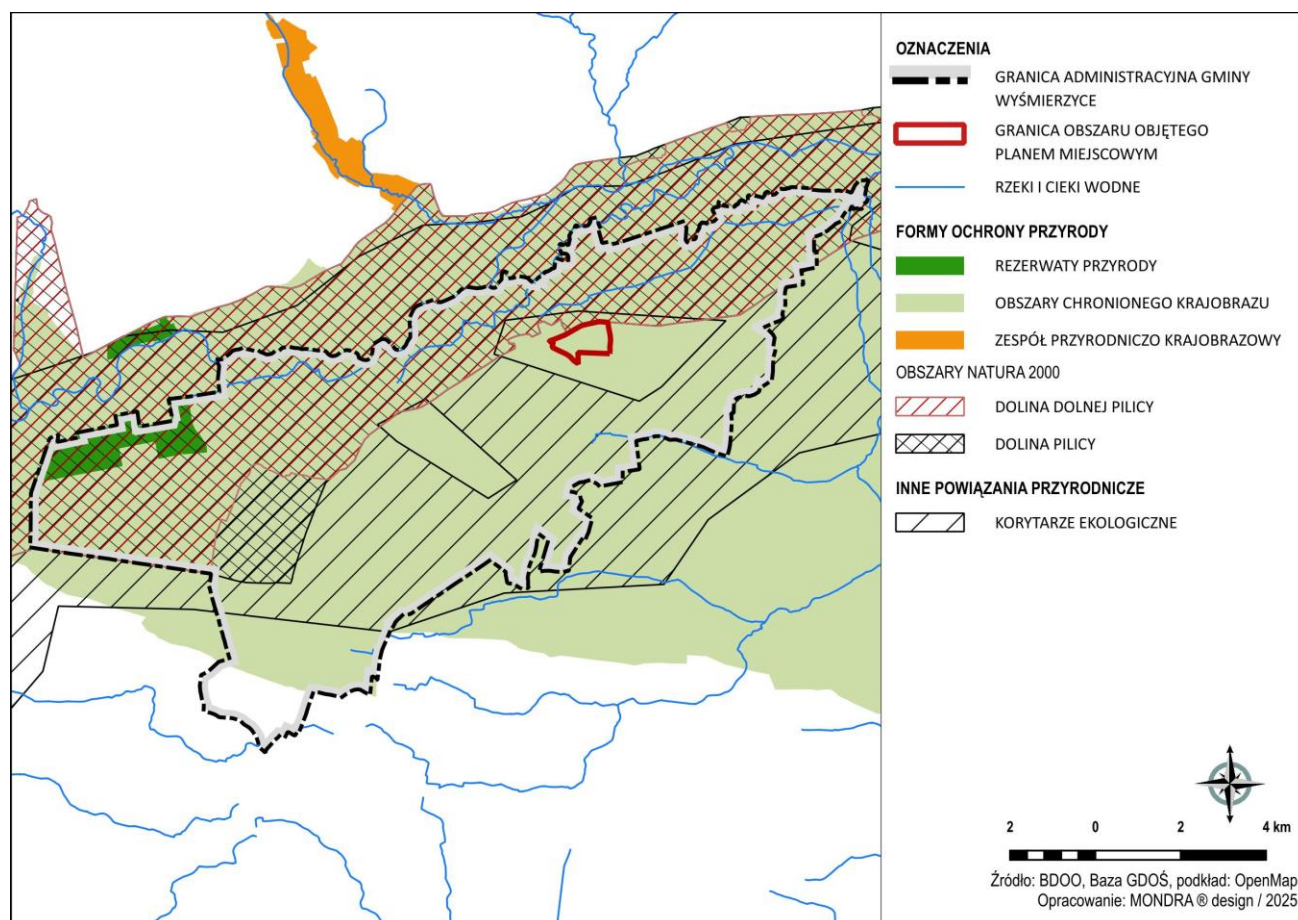 OZNACZENIA
GRANICA ADMINISTRACYJNA GMINY
WYŚMIERZYCE
GRANICA OBSZARU OBJĘTEGO
PLANEM MIEJSCOWYM
RZEKI I CIEKI WODNE
FORMY OCHRONY PRZYRODY
REZERWATY PRZYRODY
OBSZARY CHRONIONEGO KRAJOBRAZU
ZESPÓŁ PRZYRODNICZO KRAJOBRAZOWY
OBSZARY NATURA 2000
DOLINA DOLNEJ PILICY
DOLINA PILICY
INNE POWIĄZANIA PRZYRODNICZE
KORYTARZE EKOLOGICZNE
2 0 2 4 km
Źródło: BDOO, Baza GDOŚ, podkład: OpenMap
Opracowanie: MONDRA ® design / 2025